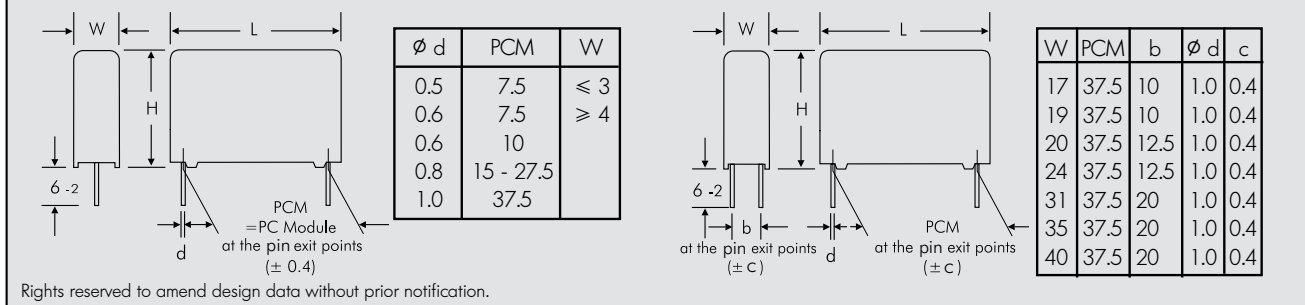 W
L
H
6 -2
d
PCM
=PC Module
at the pin exit points
(± 0.4)
Ø d PCM W
0.5 7.5 ≤ 3
0.6 7.5 ≥ 4
0.6 10
0.8 15 - 27.5
1.0 37.5
W
L
H
6 -2
b
at the pin exit points
(± c)
d
PCM
at the pin exit points
(± c)
W PCM b Ø d c
17 37.5 10 1.0 0.4
19 37.5 10 1.0 0.4
20 37.5 12.5 1.0 0.4
24 37.5 12.5 1.0 0.4
31 37.5 20 1.0 0.4
35 37.5 20 1.0 0.4
40 37.5 20 1.0 0.4
Rights reserved to amend design data without prior notification.